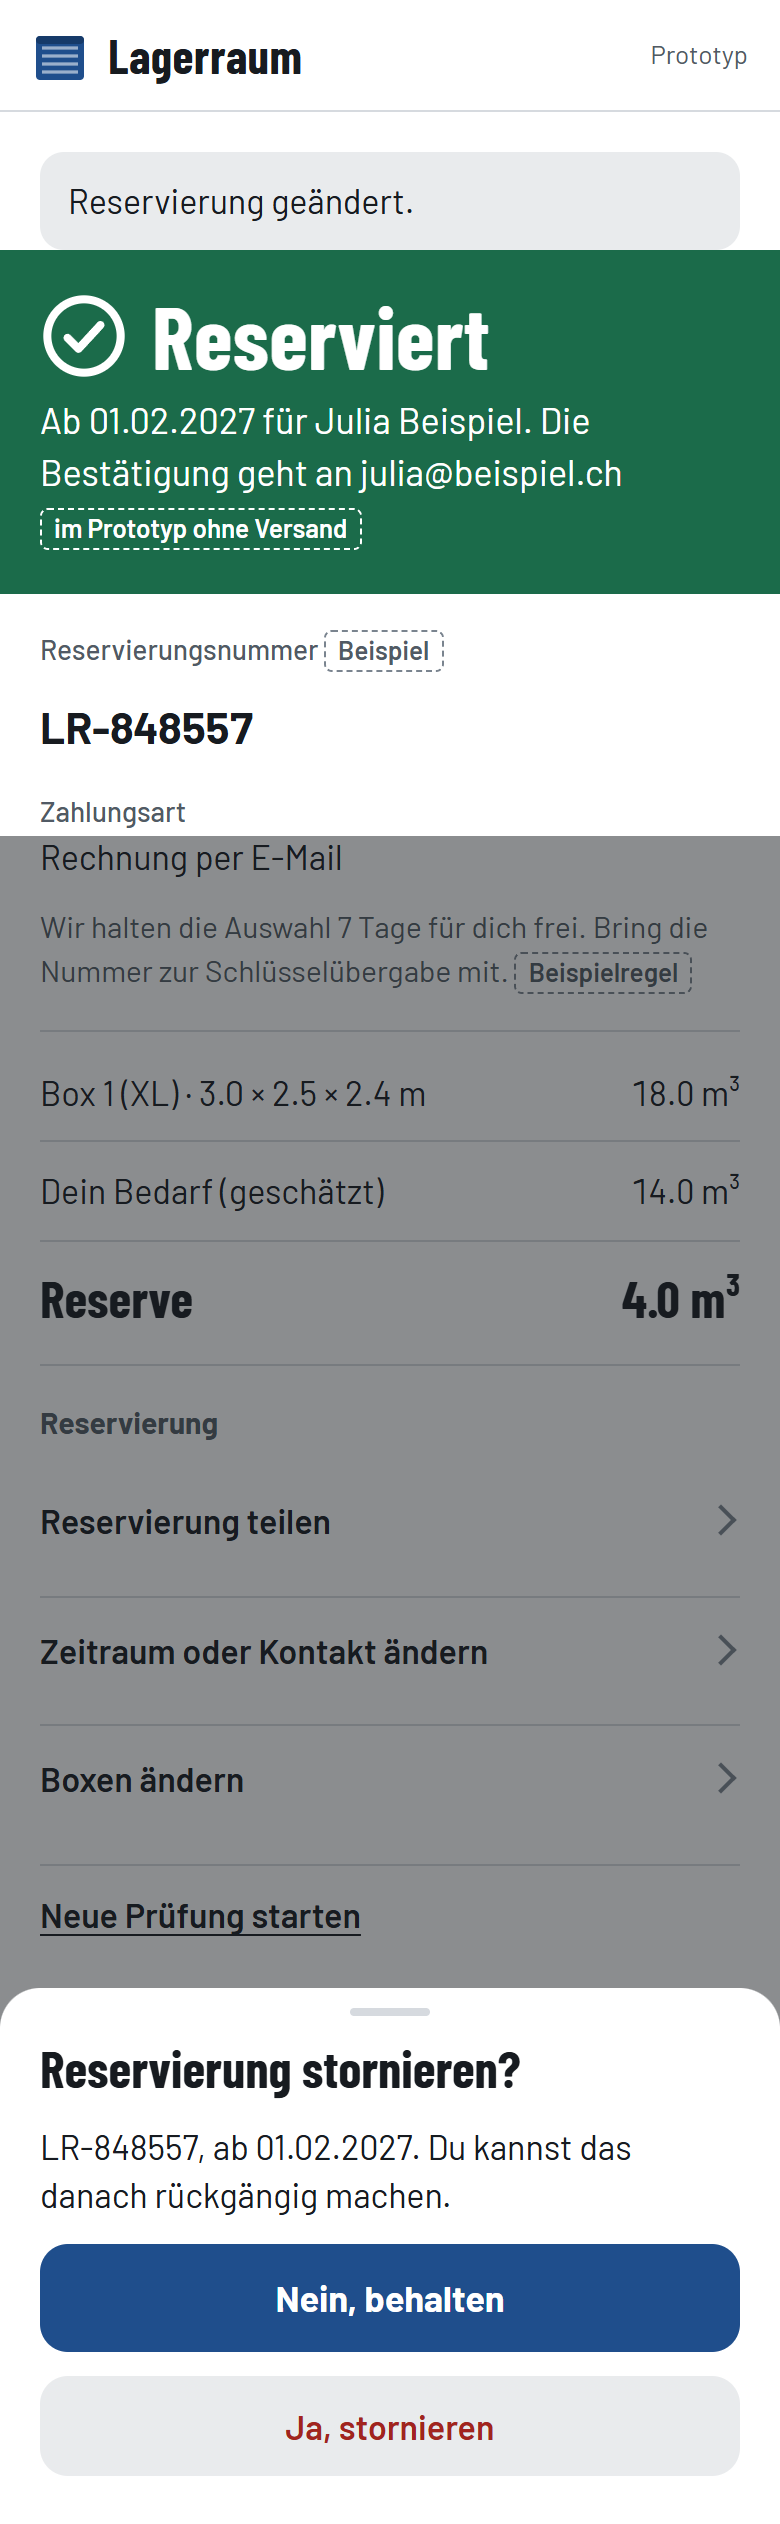 Lagerraum
Prototyp
Reservierung geändert.
Reserviert
Ab 01.02.2027 für Julia Beispiel. Die
Bestätigung geht an julia@beispiel.ch
im Prototyp ohne Versand
Reservierungsnummer Beispiel
LR-848557
Zahlungsart
Rechnung per E-Mail
Wir halten die Auswahl 7 Tage für dich frei. Bring die
Nummer zur Schlüsselübergabe mit. Beispielregel
Box 1 (XL) · 3.0 × 2.5 × 2.4 m 18.0 m³
Dein Bedarf (geschätzt) 14.0 m³
Reserve 4.0 m³
Reservierung
Reservierung teilen
Zeitraum oder Kontakt ändern
Boxen ändern
Neue Prüfung starten
Reservierung stornieren?
LR-848557, ab 01.02.2027. Du kannst das
danach rückgängig machen.
Nein, behalten
Ja, stornieren